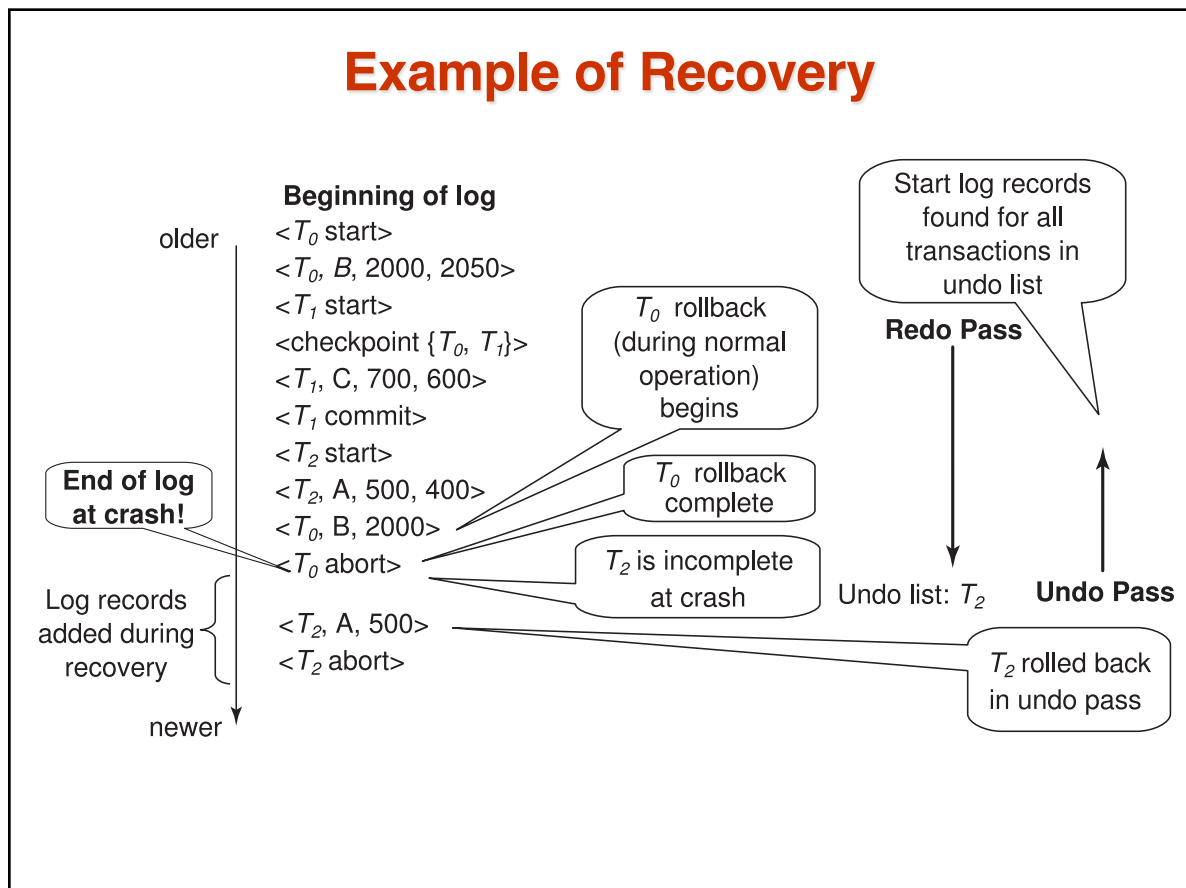 Example of Recovery
Beginning of log
older
<T0 start>
<T0, B, 2000, 2050>
<T1 start>
<checkpoint {T0, T1}>
<T1, C, 700, 600>
<T1 commit>
<T2 start>
<T2, A, 500, 400>
<T0, B, 2000>
<T0 abort>
<T2, A, 500>
<T2 abort>
newer
End of log
at crash!
Log records
added during
recovery
T0 rollback
(during normal
operation)
begins
T0 rollback
complete
T2 is incomplete
at crash
Start log records
found for all
transactions in
undo list
Redo Pass
Undo list: T2
Undo Pass
T2 rolled back
in undo pass